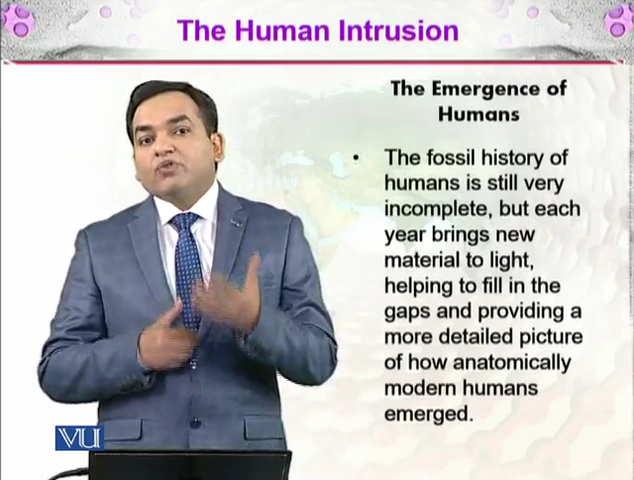 The Human Intrusion
The Emergence of
Humans
• The fossil history of
humans is still very
incomplete, but each
year brings new
material to light,
helping to fill in the
gaps and providing a
more detailed picture
of how anatomically
modern humans
emerged.
VU